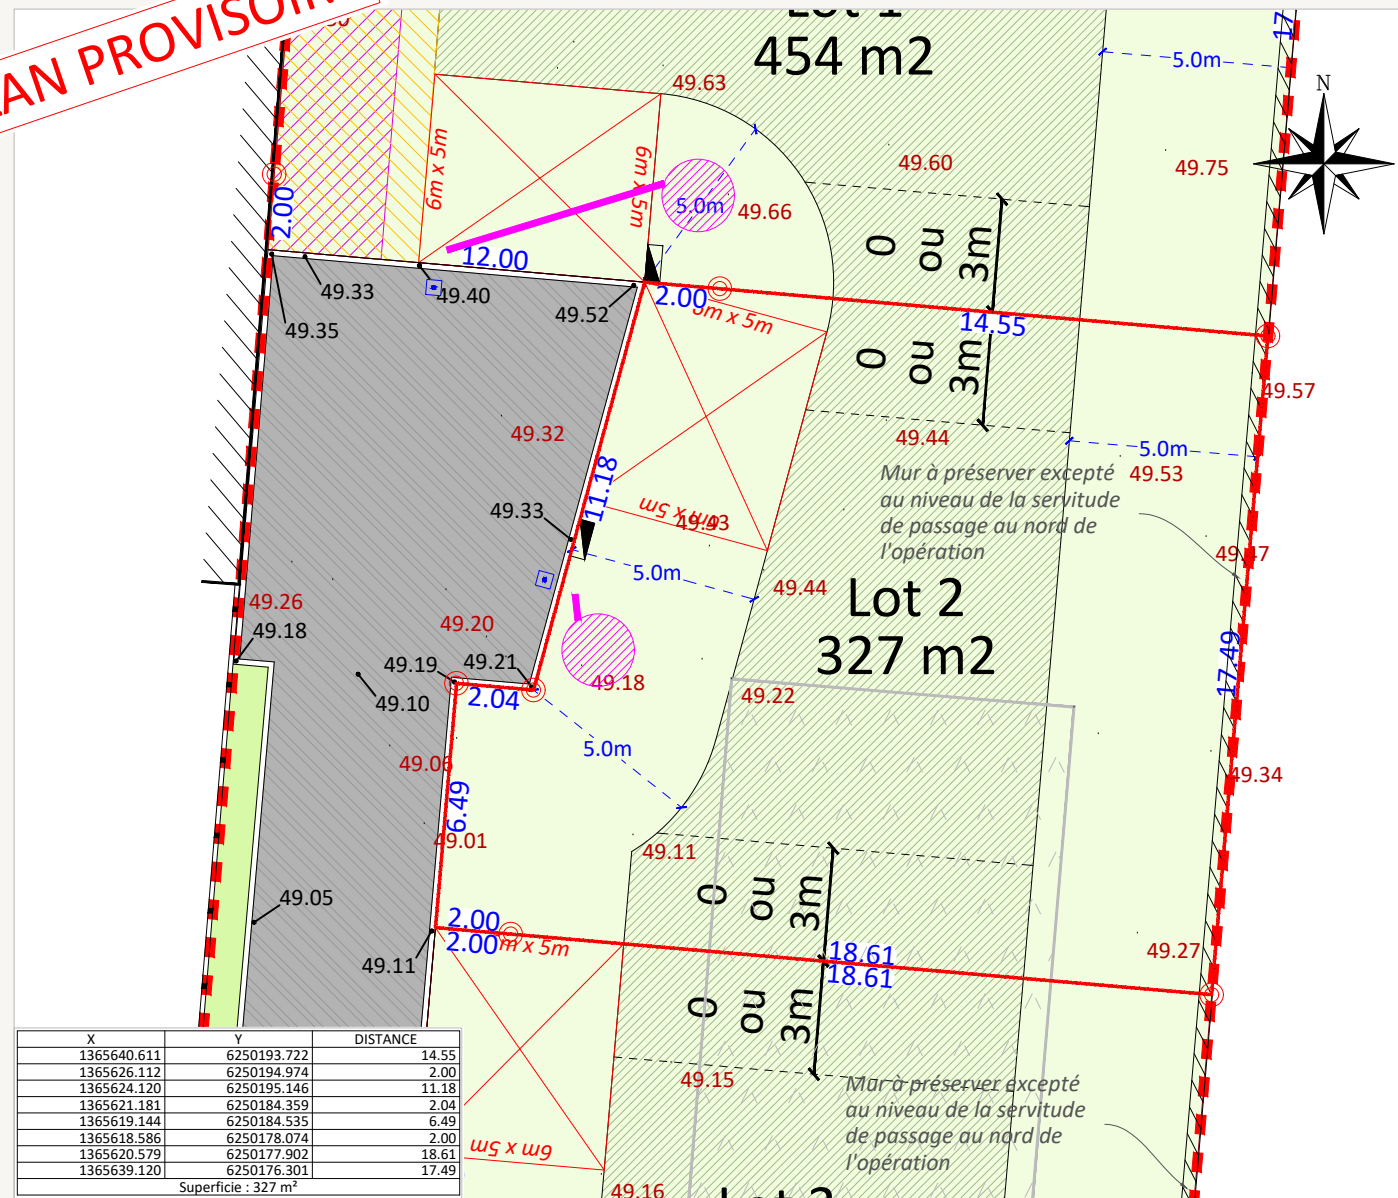 PLAN PROVISOIRE
Lot 1
454 m2
17
5.0m
N
49.63
6m x 5m
6m x 5m
49.60
49.75
5.0m
49.66
2.00
12.00
49.33
49.40
49.35
49.52
2.00
6m x 5m
0
ou
3m
14.55
0
ou
3m
49.57
49.32
49.44
5.0m
49.53
11.18
Mur à préserver excepté
au niveau de la servitude
de passage au nord de
l'opération
49.33
6m x 5m
49.43
49.47
5.0m
49.44
49.26
49.18
49.20
Lot 2
327 m2
17.49
49.19
49.21
49.10
2.04
49.18
49.22
5.0m
49.06
49.34
6.49
49.01
49.11
0
ou
3m
49.05
2.00
2.00
m x 5m
18.61
18.61
49.27
49.11
0
ou
3m
49.15
Mur à préserver excepté
au niveau de la servitude
de passage au nord de
l'opération
6m x 5m
49.16
Lot 3
X Y DISTANCE
1365640.611 6250193.722 14.55
1365626.112 6250194.974 2.00
1365624.120 6250195.146 11.18
1365621.181 6250184.359 2.04
1365619.144 6250184.535 6.49
1365618.586 6250178.074 2.00
1365620.579 6250177.902 18.61
1365639.120 6250176.301 17.49
Superficie : 327 m²